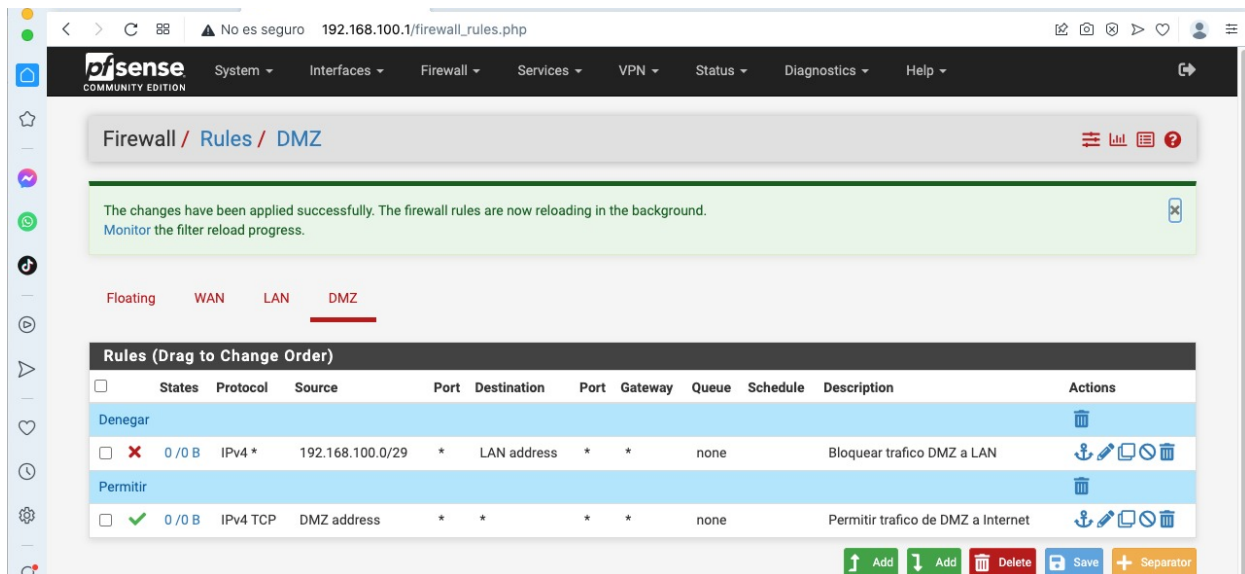 No es seguro 192.168.100.1/firewall_rules.php
pfsense System Interfaces Firewall Services VPN Status Diagnostics Help
COMMUNITY EDITION
Firewall / Rules / DMZ
The changes have been applied successfully. The firewall rules are now reloading in the background.
Monitor the filter reload progress.
Floating WAN LAN DMZ
Rules (Drag to Change Order)
States Protocol Source Port Destination Port Gateway Queue Schedule Description Actions
Denegar
0 /0 B IPv4 * 192.168.100.0/29 * LAN address * * none Bloquear trafico DMZ a LAN
Permitir
0 /0 B IPv4 TCP DMZ address * * * * none Permitir trafico de DMZ a Internet
Add Add Delete Save Separator